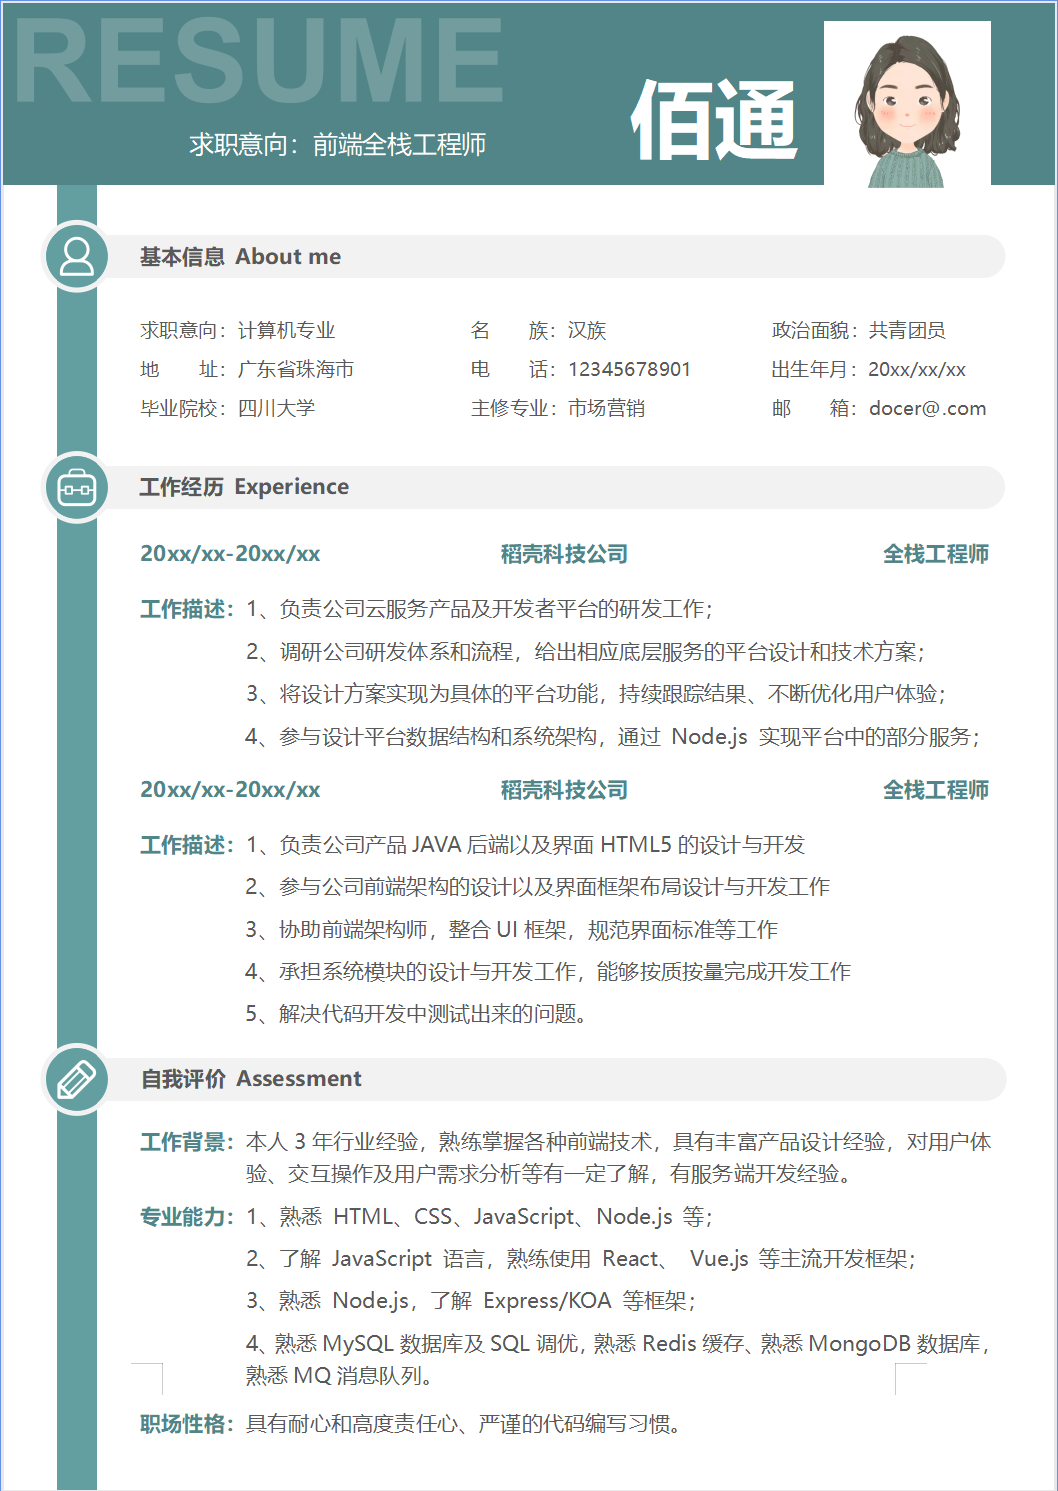 RESUME
佰通
求职意向：前端全栈工程师
基本信息 About me
求职意向：计算机专业 名 族：汉族 政治面貌：共青团员
地 址：广东省珠海市 电 话：12345678901 出生年月：20xx/xx/xx
毕业院校：四川大学 主修专业：市场营销 邮 箱：docer@.com
工作经历 Experience
20xx/xx-20xx/xx 稻壳科技公司 全栈工程师
工作描述：1、负责公司云服务产品及开发者平台的研发工作；
2、调研公司研发体系和流程，给出相应底层服务的平台设计和技术方案；
3、将设计方案实现为具体的平台功能，持续跟踪结果、不断优化用户体验；
4、参与设计平台数据结构和系统架构，通过 Node.js 实现平台中的部分服务；
20xx/xx-20xx/xx 稻壳科技公司 全栈工程师
工作描述：1、负责公司产品 JAVA 后端以及界面 HTML5 的设计与开发
2、参与公司前端架构的设计以及界面框架布局设计与开发工作
3、协助前端架构师，整合 UI 框架，规范界面标准等工作
4、承担系统模块的设计与开发工作，能够按质按量完成开发工作
5、解决代码开发中测试出来的问题。
自我评价 Assessment
工作背景：本人 3 年行业经验，熟练掌握各种前端技术，具有丰富产品设计经验，对用户体
验、交互操作及用户需求分析等有一定了解，有服务端开发经验。
专业能力：1、熟悉 HTML、CSS、JavaScript、Node.js 等；
2、了解 JavaScript 语言，熟练使用 React、 Vue.js 等主流开发框架；
3、熟悉 Node.js，了解 Express/KOA 等框架；
4、熟悉 MySQL 数据库及 SQL 调优，熟悉 Redis 缓存、熟悉 MongoDB 数据库，
熟悉 MQ 消息队列。
职场性格：具有耐心和高度责任心、严谨的代码编写习惯。